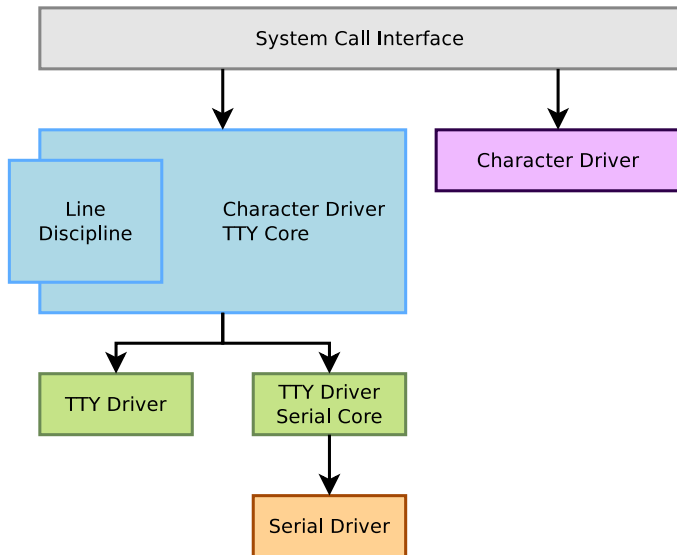 System Call Interface
Line
Discipline
Character Driver
TTY Core
Character Driver
TTY Driver
TTY Driver
Serial Core
Serial Driver